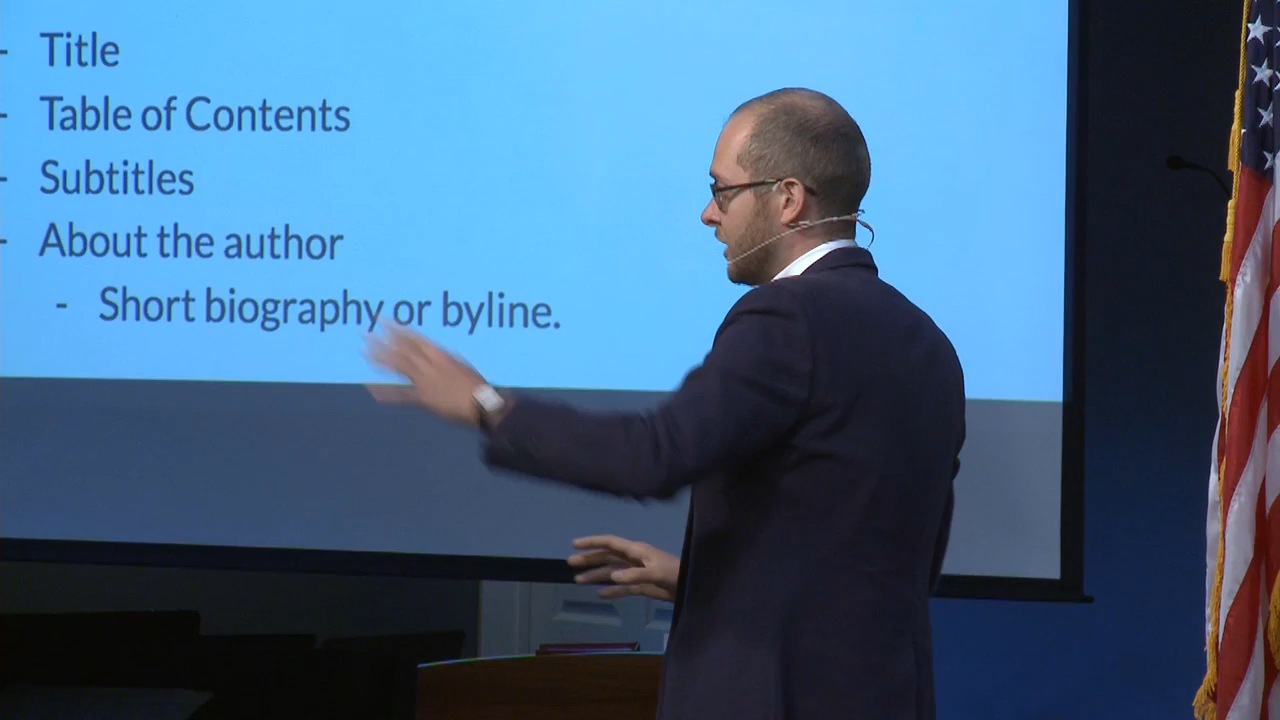 - Title
- Table of Contents
- Subtitles
- About the author
- Short biography or byline.